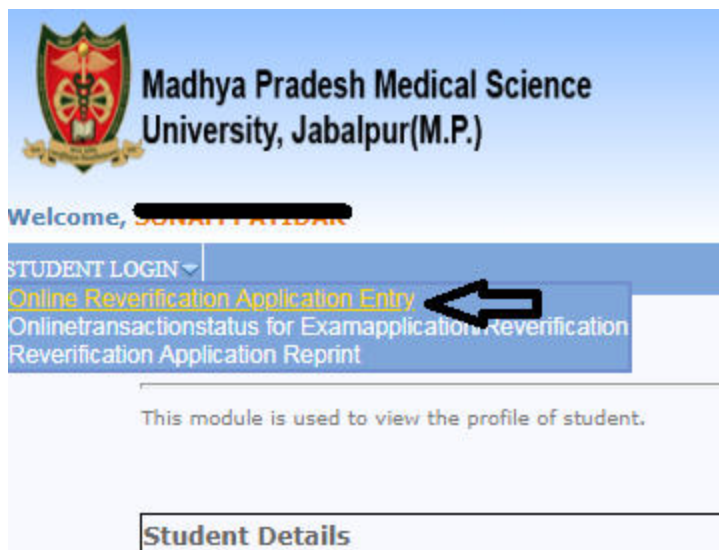 Madhya Pradesh Medical Science
University, Jabalpur(M.P.)
Welcome,
STUDENT LOGIN
Online Reverification Application Entry
Onlinetransactionstatus for Examapplication/Reverification
Reverification Application Reprint
This module is used to view the profile of student.
Student Details